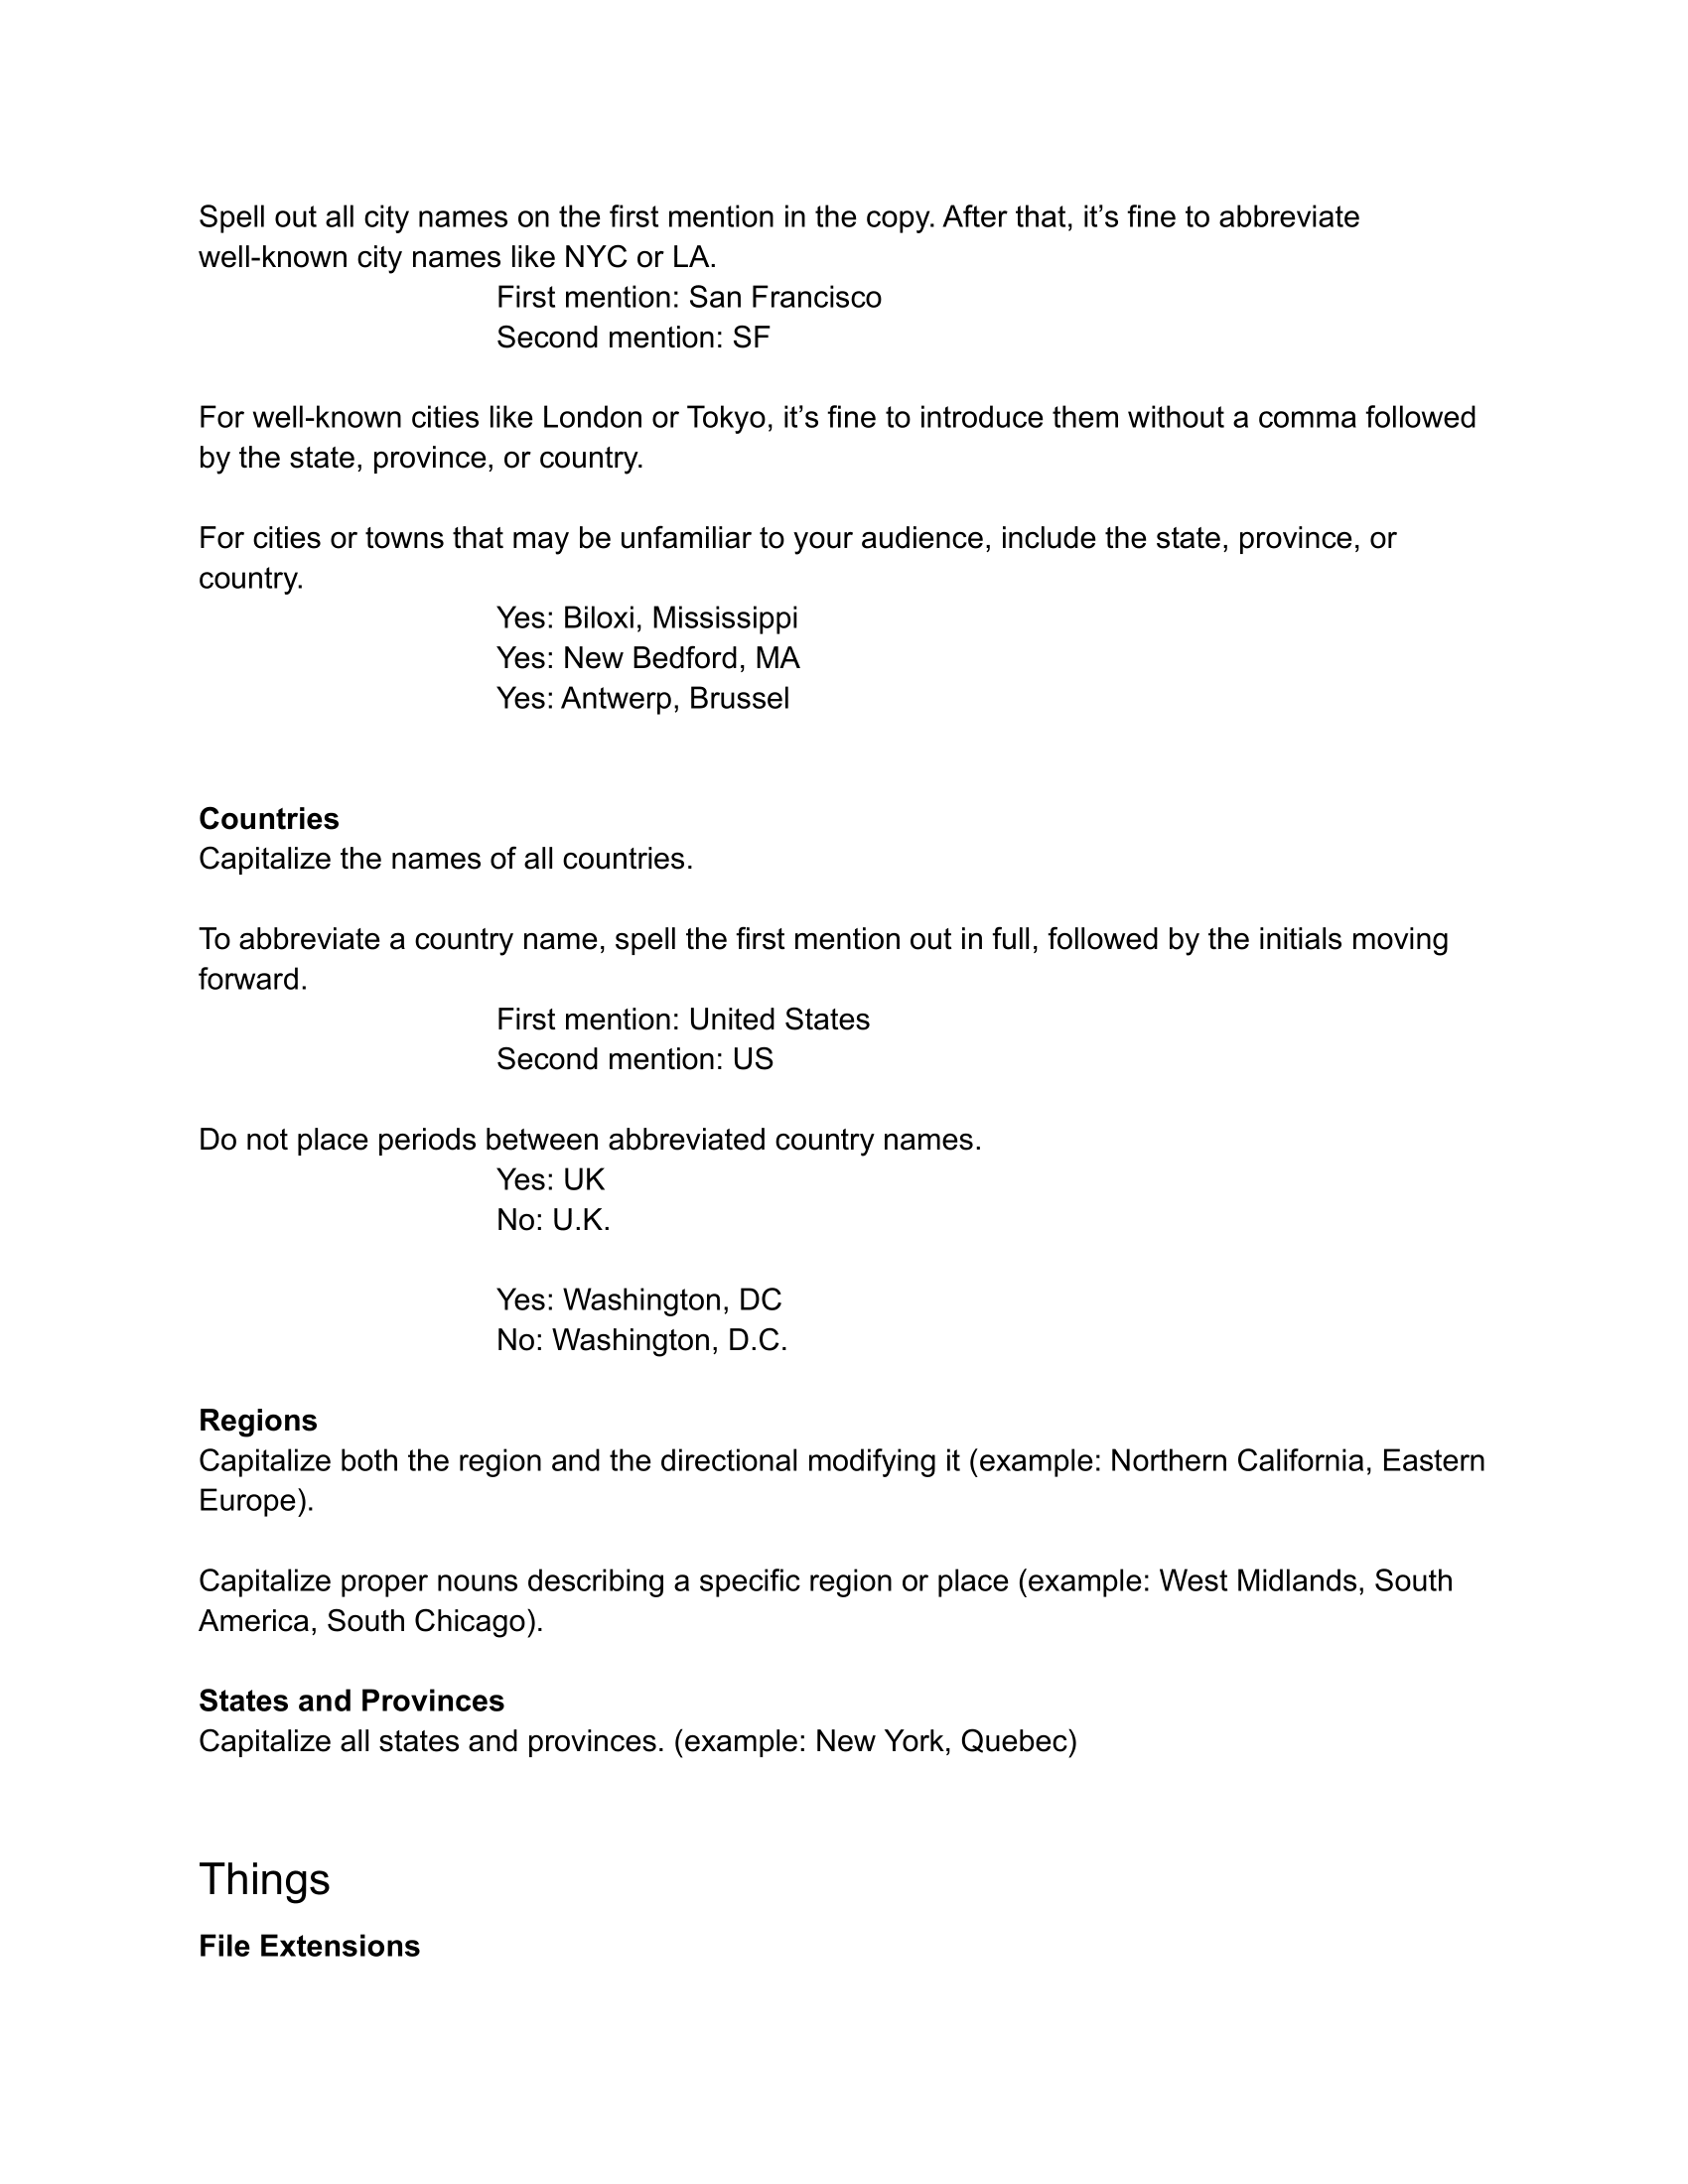 Spell out all city names on the first mention in the copy. After that, it’s fine to abbreviate
well-known city names like NYC or LA.
First mention: San Francisco
Second mention: SF
For well-known cities like London or Tokyo, it’s fine to introduce them without a comma followed
by the state, province, or country.
For cities or towns that may be unfamiliar to your audience, include the state, province, or
country.
Yes: Biloxi, Mississippi
Yes: New Bedford, MA
Yes: Antwerp, Brussel
Countries
Capitalize the names of all countries.
To abbreviate a country name, spell the first mention out in full, followed by the initials moving
forward.
First mention: United States
Second mention: US
Do not place periods between abbreviated country names.
Yes: UK
No: U.K.
Yes: Washington, DC
No: Washington, D.C.
Regions
Capitalize both the region and the directional modifying it (example: Northern California, Eastern
Europe).
Capitalize proper nouns describing a specific region or place (example: West Midlands, South
America, South Chicago).
States and Provinces
Capitalize all states and provinces. (example: New York, Quebec)
Things
File Extensions